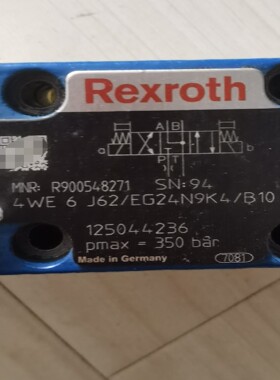 Rexroth
A B
P T
MNR: R900548271 SN: 94
4WE 6 J62/EG24N9K4/B10
125044236
pmax = 350 bar
Made in Germany 7081